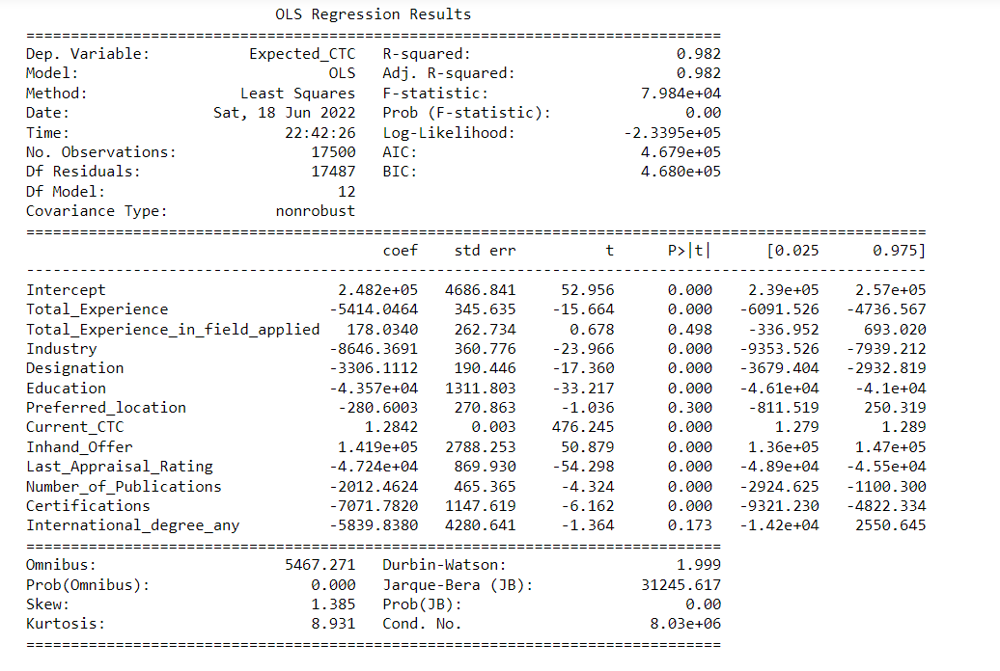 OLS Regression Results
==============================================================================
Dep. Variable:           Expected_CTC   R-squared:                       0.982
Model:                            OLS   Adj. R-squared:                  0.982
Method:                 Least Squares   F-statistic:                 7.984e+04
Date:                Sat, 18 Jun 2022   Prob (F-statistic):               0.00
Time:                        22:42:26   Log-Likelihood:            -2.3395e+05
No. Observations:               17500   AIC:                         4.679e+05
Df Residuals:                   17487   BIC:                         4.680e+05
Df Model:                          12
Covariance Type:            nonrobust
=====================================================================================================
                                        coef    std err          t      P>|t|      [0.025      0.975]
-----------------------------------------------------------------------------------------------------
Intercept                          2.482e+05   4686.841     52.956      0.000    2.39e+05    2.57e+05
Total_Experience                  -5414.0464    345.635    -15.664      0.000   -6091.526   -4736.567
Total_Experience_in_field_applied   178.0340    262.734      0.678      0.498    -336.952     693.020
Industry                          -8646.3691    360.776    -23.966      0.000   -9353.526   -7939.212
Designation                       -3306.1112    190.446    -17.360      0.000   -3679.404   -2932.819
Education                         -4.357e+04   1311.803    -33.217      0.000   -4.61e+04    -4.1e+04
Preferred_location                 -280.6003    270.863     -1.036      0.300    -811.519     250.319
Current_CTC                           1.2842      0.003    476.245      0.000       1.279       1.289
Inhand_Offer                       1.419e+05   2788.253     50.879      0.000    1.36e+05    1.47e+05
Last_Appraisal_Rating             -4.724e+04    869.930    -54.298      0.000   -4.89e+04   -4.55e+04
Number_of_Publications            -2012.4624    465.365     -4.324      0.000   -2924.625   -1100.300
Certifications                    -7071.7820   1147.619     -6.162      0.000   -9321.230   -4822.334
International_degree_any          -5839.8380   4280.641     -1.364      0.173   -1.42e+04    2550.645
==============================================================================
Omnibus:                     5467.271   Durbin-Watson:                   1.999
Prob(Omnibus):                  0.000   Jarque-Bera (JB):            31245.617
Skew:                           1.385   Prob(JB):                         0.00
Kurtosis:                       8.931   Cond. No.                     8.03e+06
==============================================================================